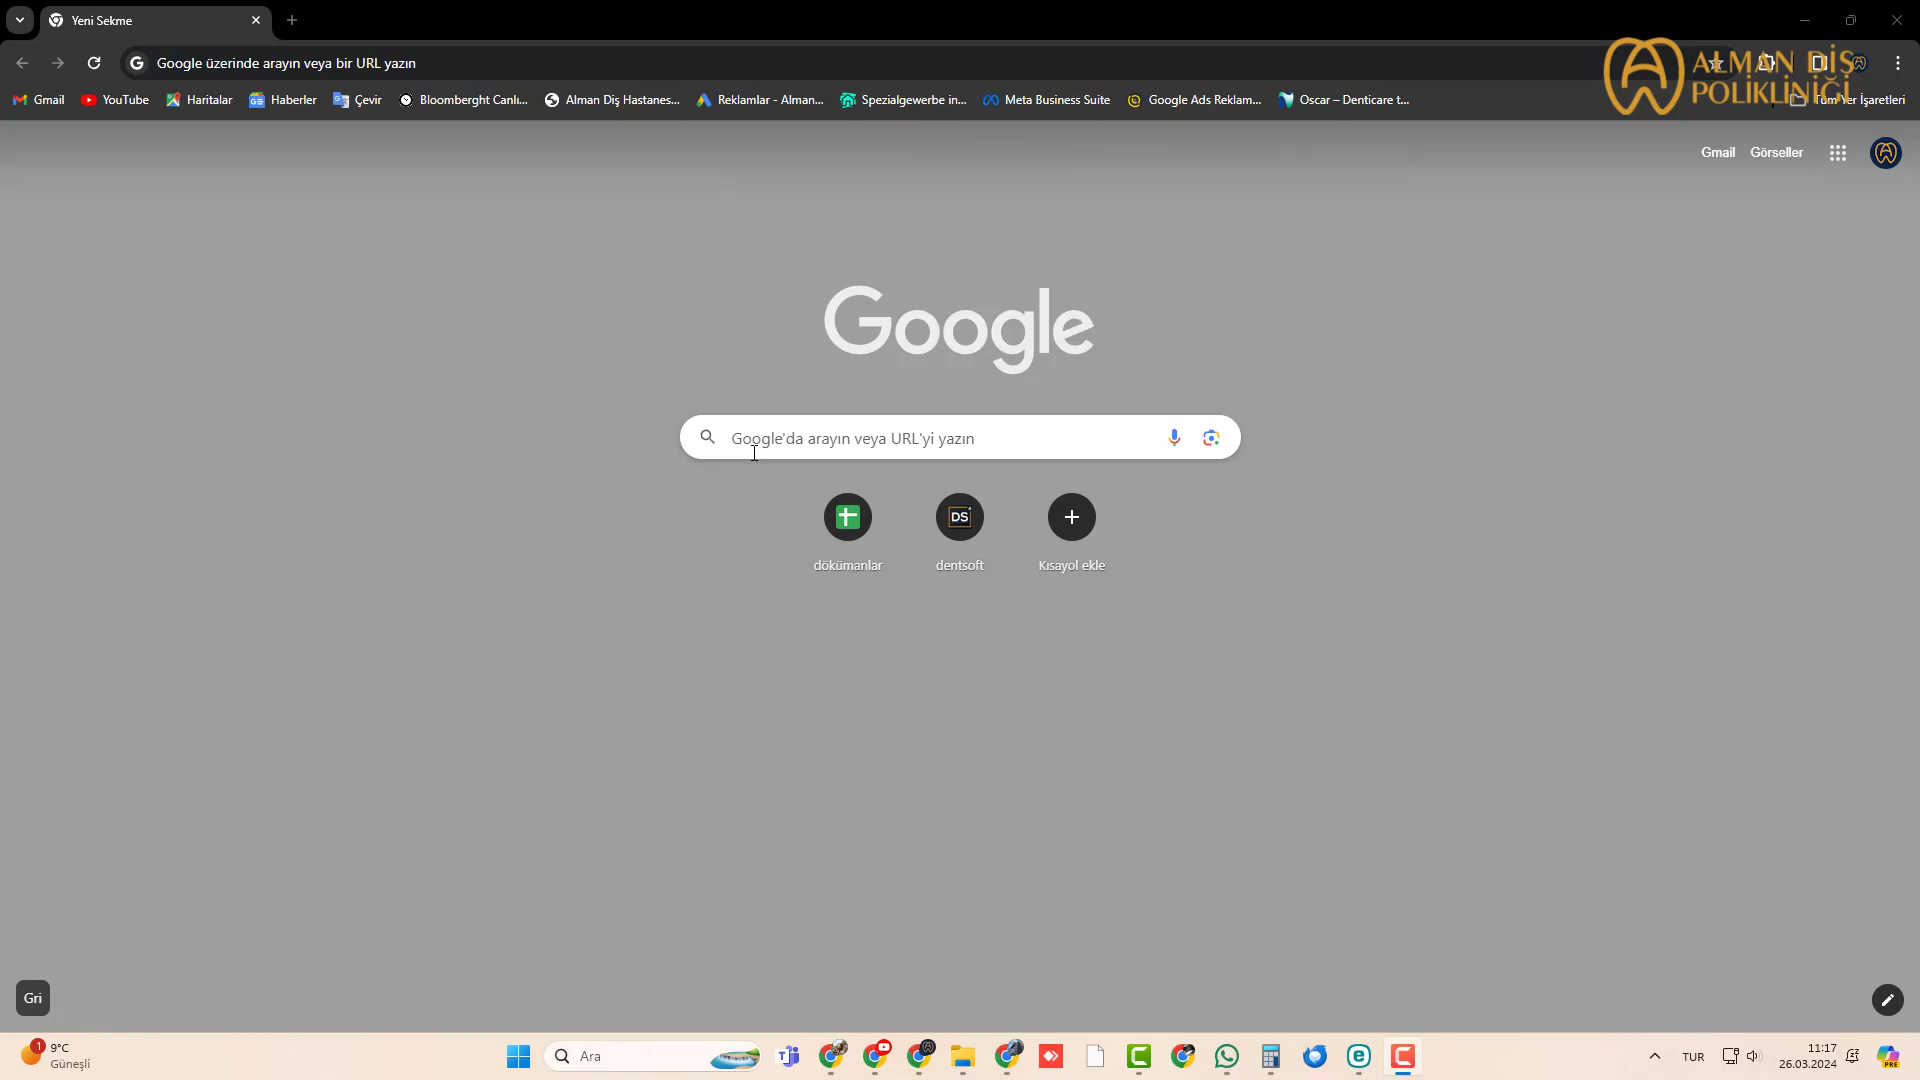 Yeni Sekme
Google üzerinde arayın veya bir URL yazın
ALMAN DİŞ
POLİKLİNİĞİ
Gmail
YouTube
Haritalar
Haberler
Çevir
Bloomberght Canlı...
Alman Diş Hastanes...
Reklamlar - Alman...
Spezialgewerbe in...
Meta Business Suite
Google Ads Reklam...
Oscar – Denticare t...
Tüm Yer İşaretleri
Gmail
Görseller
Google
Google'da arayın veya URL'yi yazın
DS
dökümanlar
dentsoft
Kısayol ekle
Gri
1
9°C
Güneşli
Ara
TUR
11:17
26.03.2024
PRE